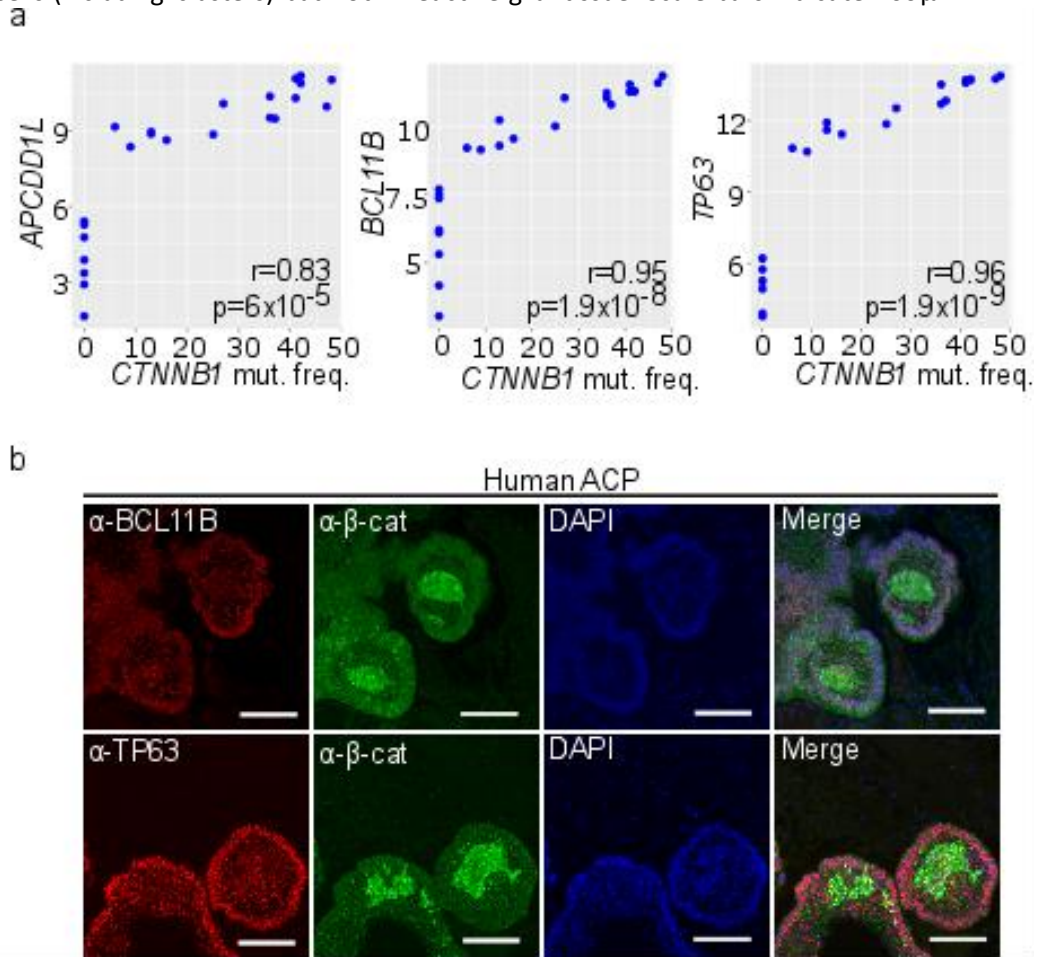 a
APCDD1L
9
6
3
r=0.83
p=6x10-5
0 10 20 30 40 50
CTNNB1 mut. freq.
BCL11B
10
7.5
5
r=0.95
p=1.9x10-8
0 10 20 30 40 50
CTNNB1 mut. freq.
TP63
12
9
6
r=0.96
p=1.9x10-9
0 10 20 30 40 50
CTNNB1 mut. freq.
b
Human ACP
α-BCL11B α-β-cat DAPI Merge
α-TP63 α-β-cat DAPI Merge